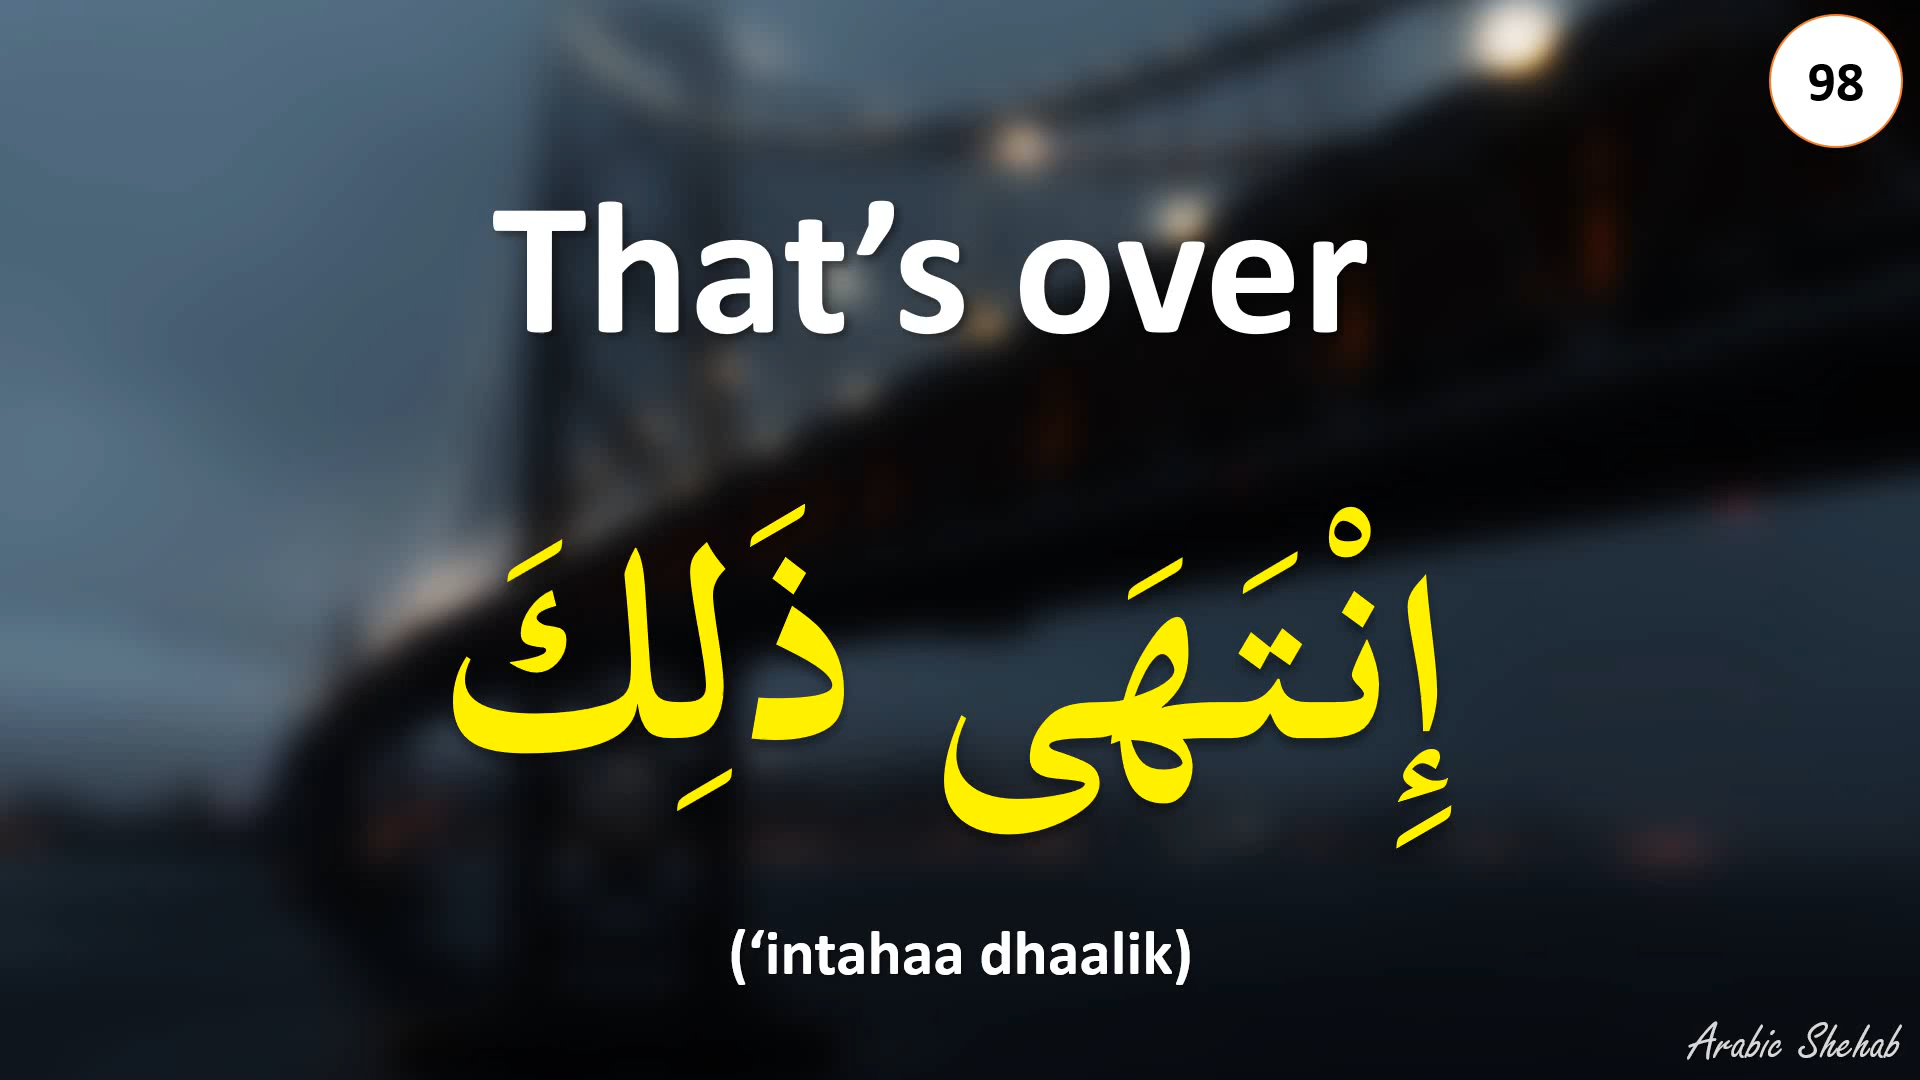 98
That’s over
إِنْتَهَى ذَلِكَ
(‘intahaa dhaalik)
Arabic Shehab